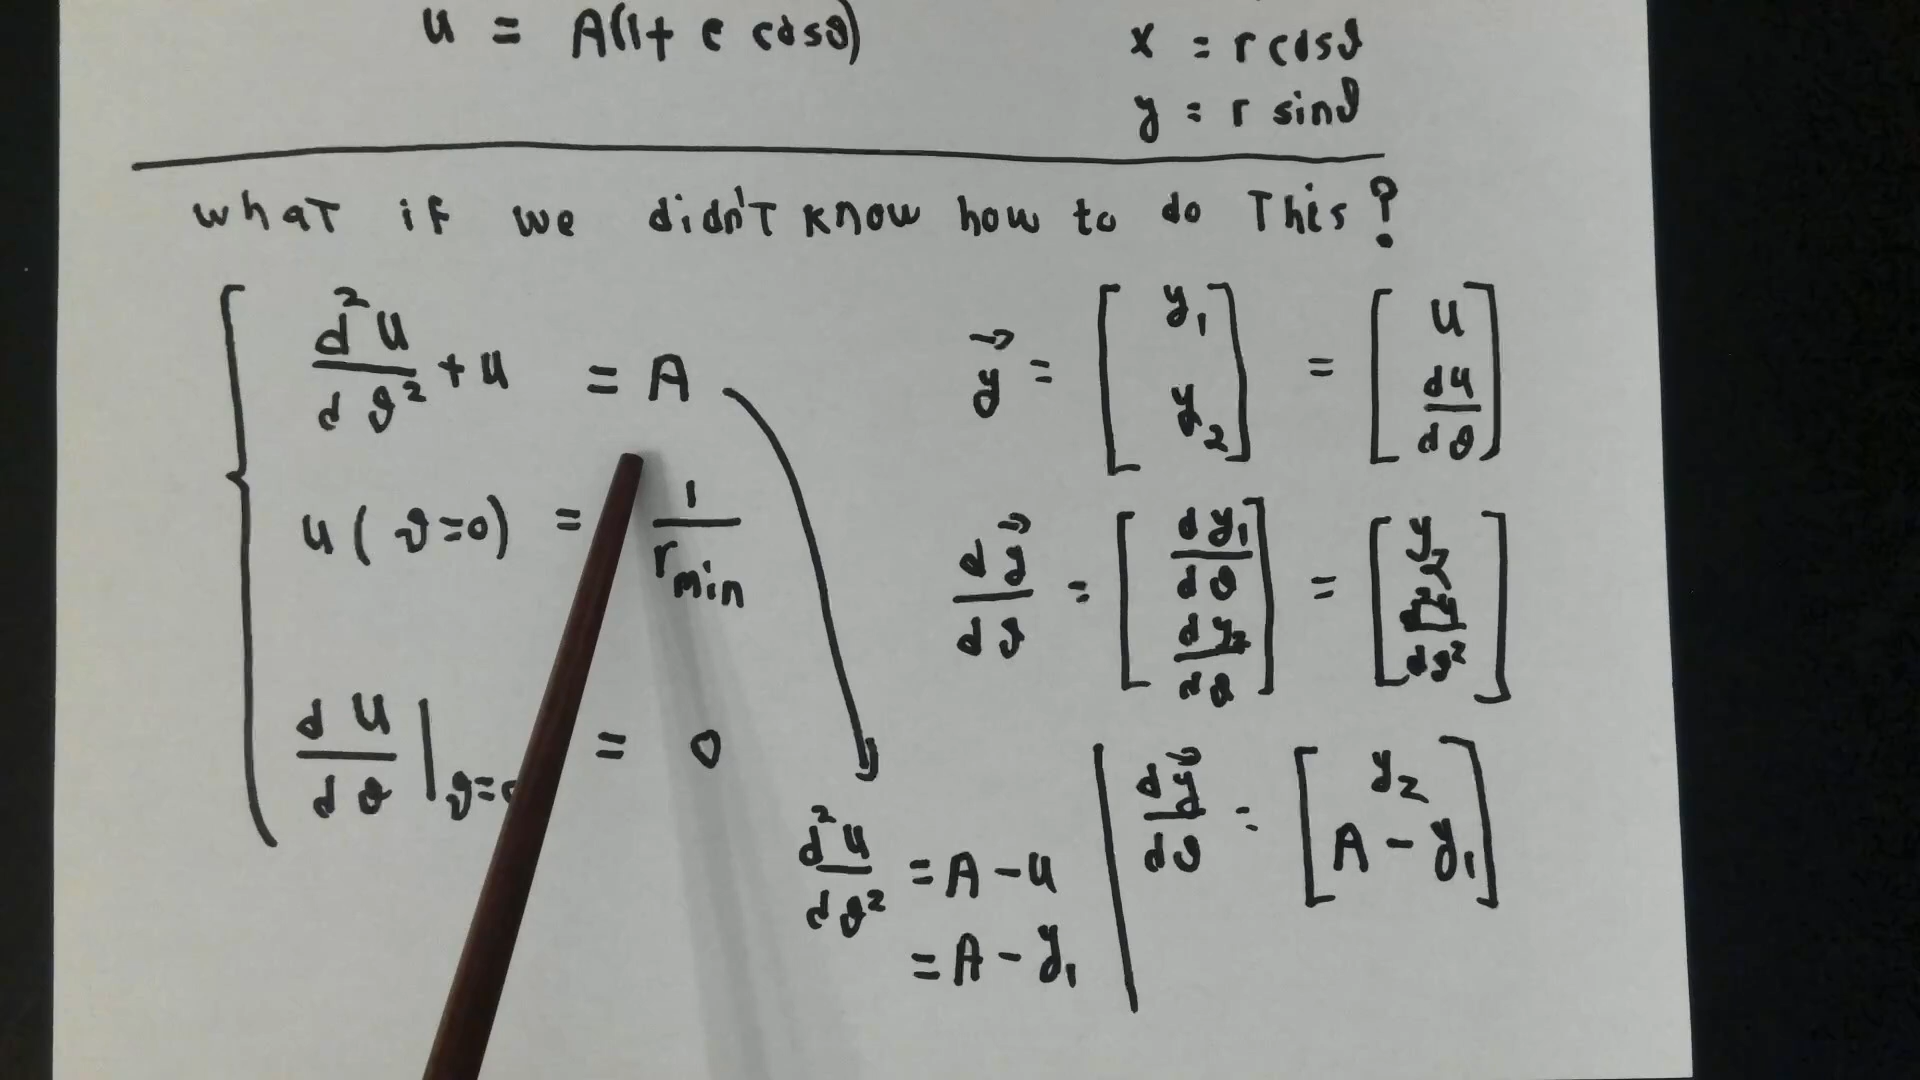 u = A(1+ e cosϑ)
x = r cosϑ
y = r sinϑ
what if we didn't know how to do This?
d²u/dϑ² + u = A
u(ϑ=0) = 1/rmin
du/dϑ |ϑ=
= 0
y⃗ = [ y₁ y₂ ] = [ u du/dϑ ]
dy⃗/dϑ = [ dy₁/dϑ dy₂/dϑ ] = [ y₂ d²u/dϑ² ]
d²u/dϑ² = A - u
= A - y₁
dy⃗/dϑ = [ y₂ A - y₁ ]